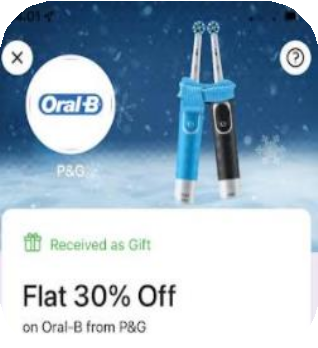 Oral-B
P&G
Received as Gift
Flat 30% Off
on Oral-B from P&G